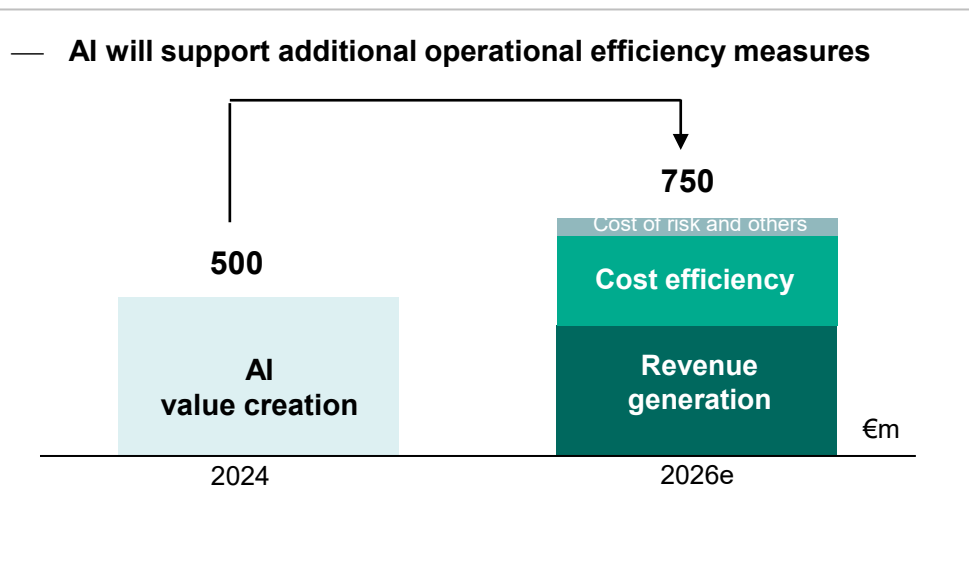 — AI will support additional operational efficiency measures
750
Cost of risk and others
500
Cost efficiency
AI
value creation
Revenue
generation
€m
2024
2026e